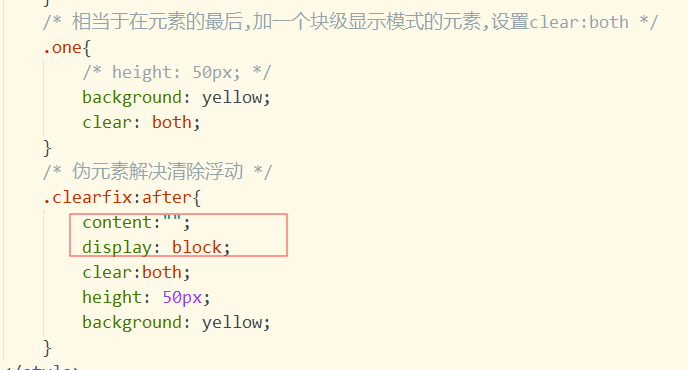 }
/* 相当于在元素的最后,加一个块级显示模式的元素,设置clear:both */
.one{
/* height: 50px; */
background: yellow;
clear: both;
}
/* 伪元素解决清除浮动 */
.clearfix:after{
content:"";
display: block;
clear:both;
height: 50px;
background: yellow;
}
</style>